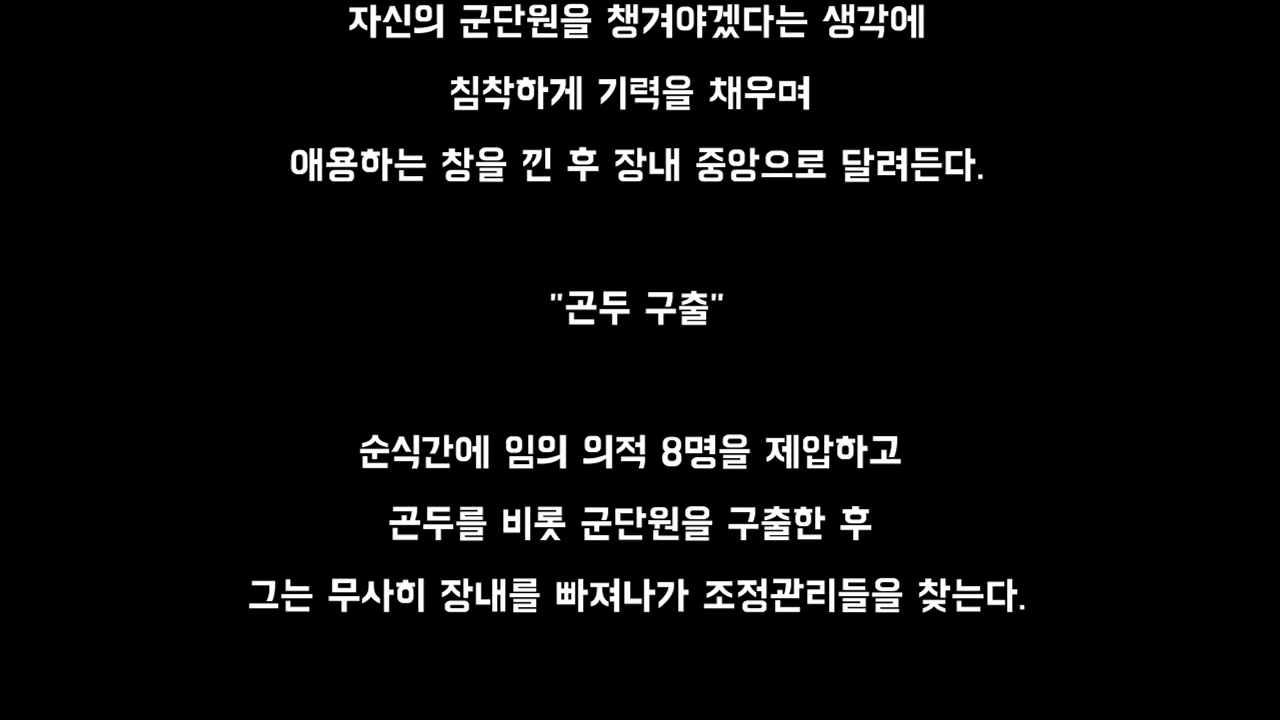 자신의 군단원을 챙겨야겠다는 생각에
침착하게 기력을 채우며
애용하는 창을 낀 후 장내 중앙으로 달려든다.
"곤두 구출"
순식간에 임의 의적 8명을 제압하고
곤두를 비롯 군단원을 구출한 후
그는 무사히 장내를 빠져나가 조정관리들을 찾는다.